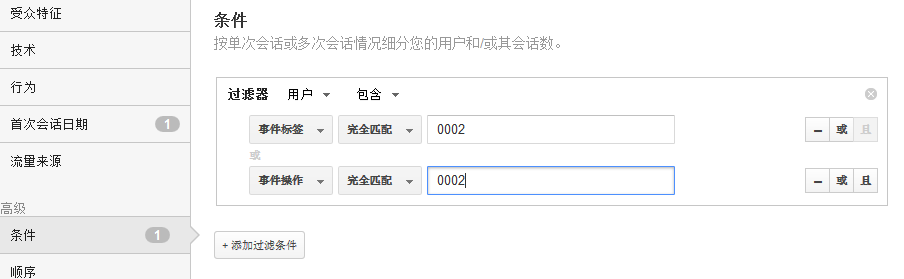 受众特征
技术
行为
首次会话日期 1
流量来源
高级
条件 1
顺序
条件
按单次会话或多次会话情况细分您的用户和/或其会话数。
过滤器 用户 包含
事件标签 完全匹配 0002 – 或 且
或
事件操作 完全匹配 0002 – 或 且
+ 添加过滤条件